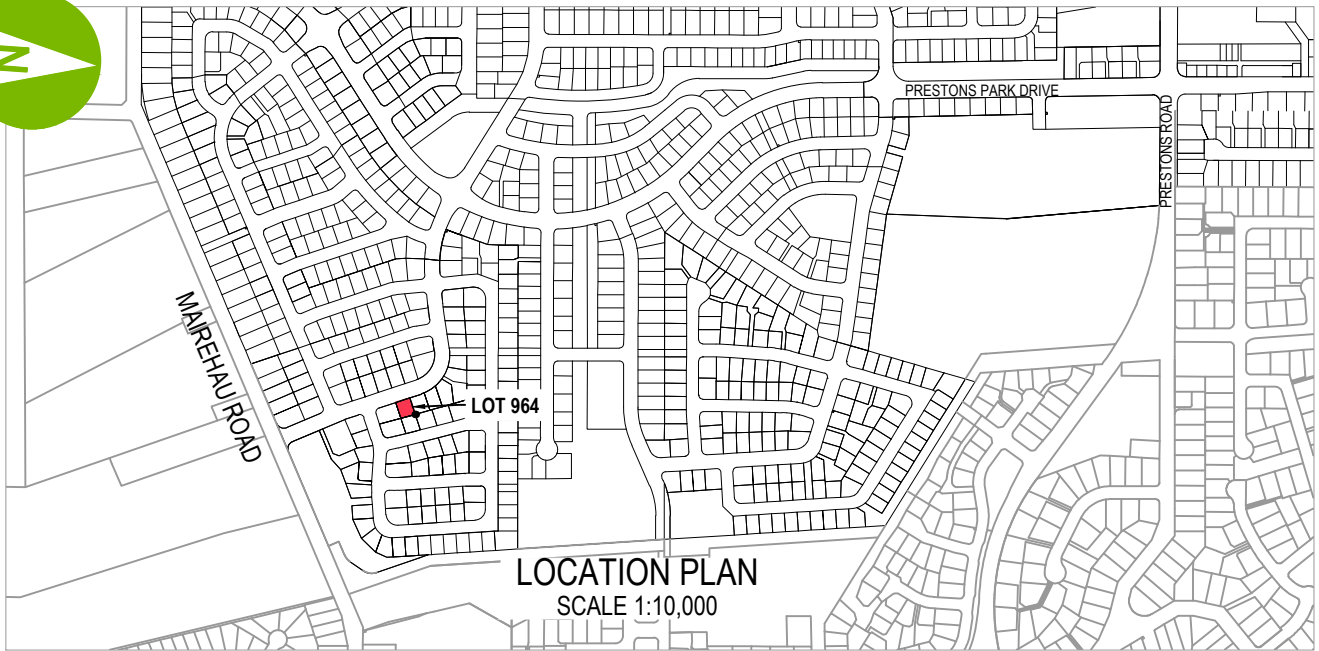 N
PRESTONS PARK DRIVE
PRESTONS ROAD
MAIREHAU ROAD
LOT 964
LOCATION PLAN
SCALE 1:10,000